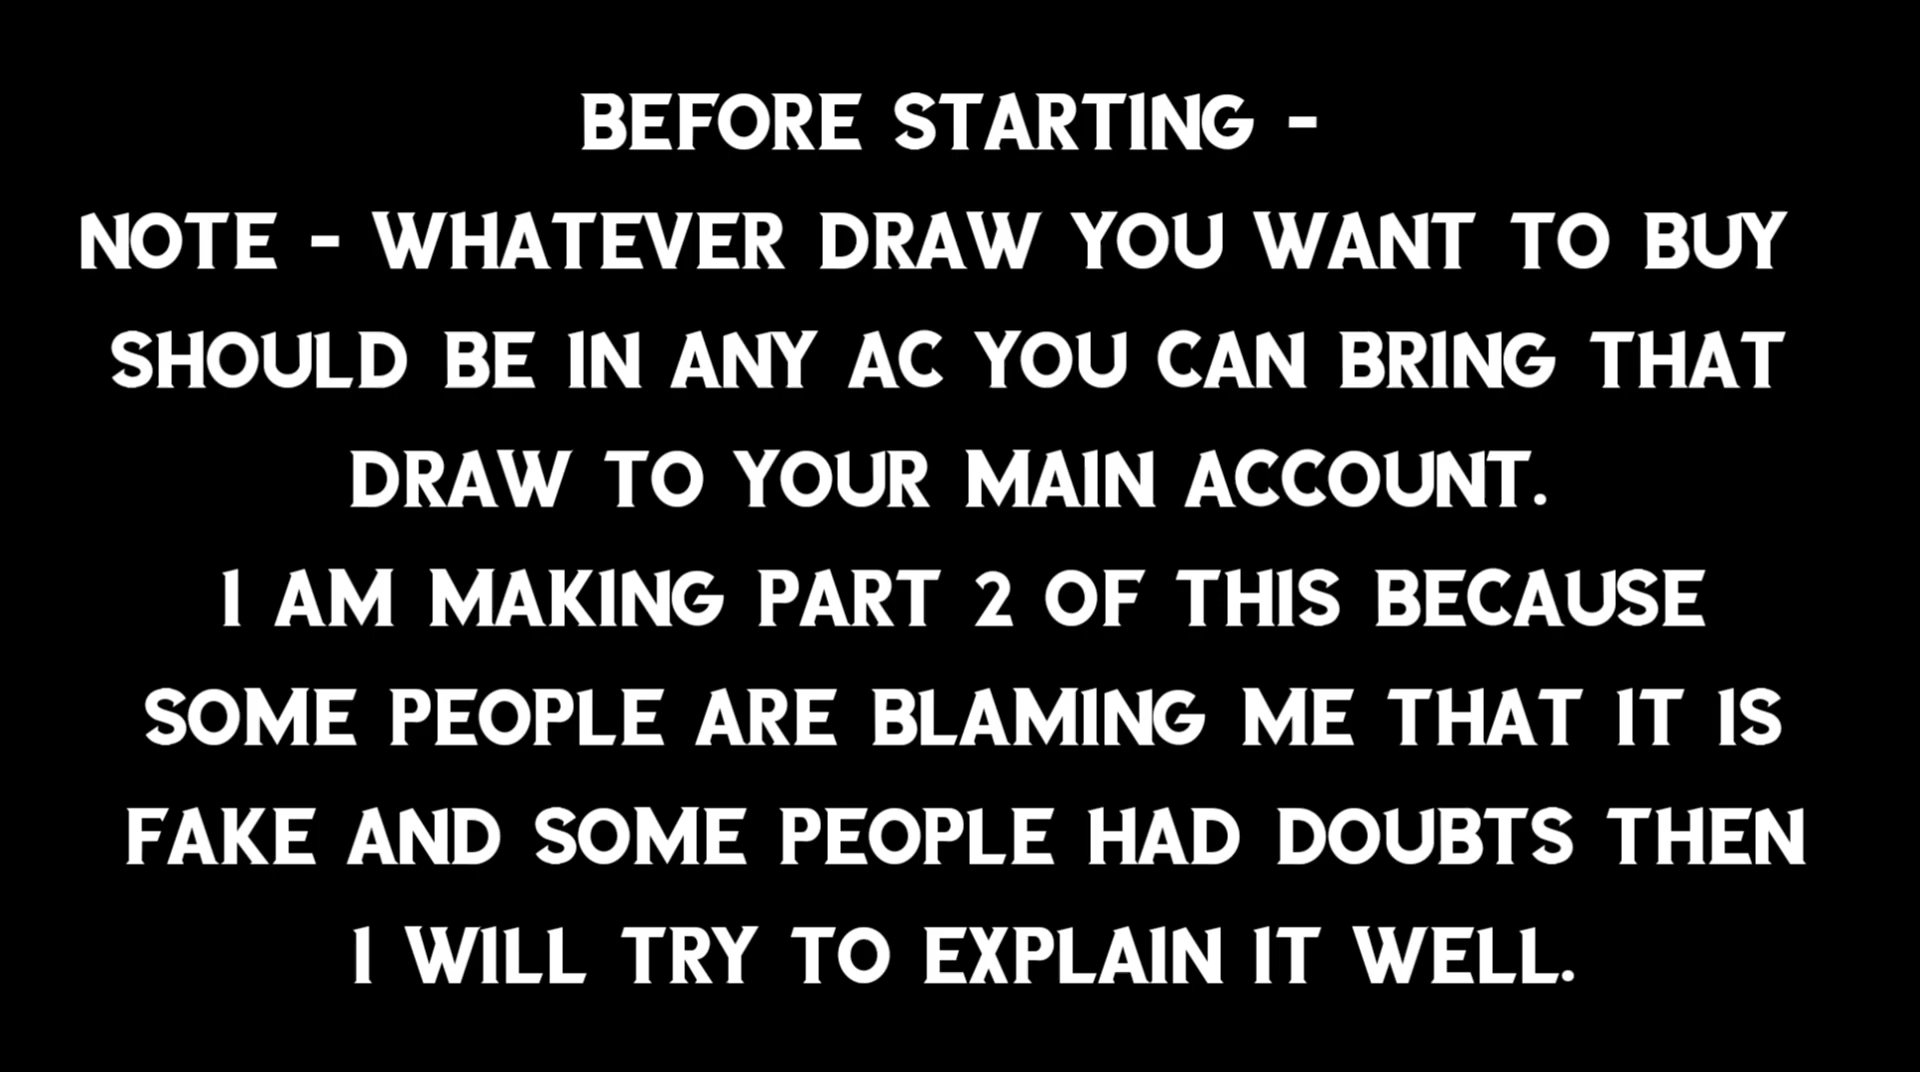 BEFORE STARTING -
NOTE - WHATEVER DRAW YOU WANT TO BUY
SHOULD BE IN ANY AC YOU CAN BRING THAT
DRAW TO YOUR MAIN ACCOUNT.
I AM MAKING PART 2 OF THIS BECAUSE
SOME PEOPLE ARE BLAMING ME THAT IT IS
FAKE AND SOME PEOPLE HAD DOUBTS THEN
I WILL TRY TO EXPLAIN IT WELL.